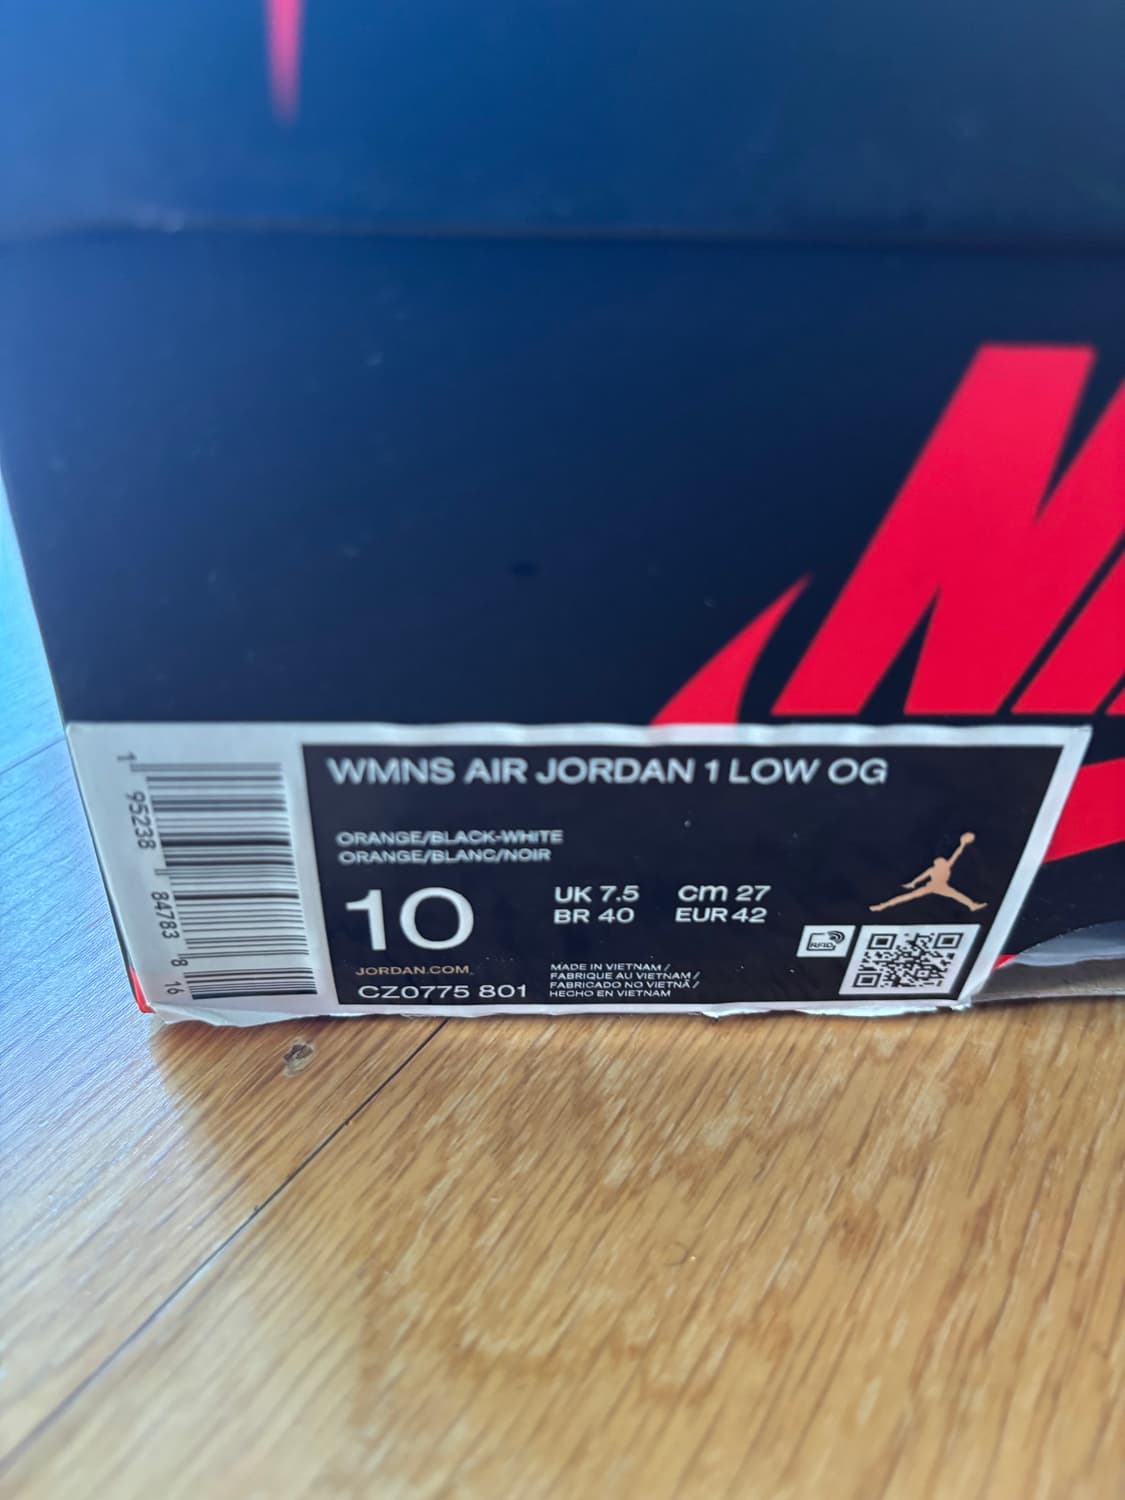 WMNS AIR JORDAN 1 LOW OG
ORANGE/BLACK-WHITE
ORANGE/BLANC/NOIR
10
UK 7.5 cm 27
BR 40 EUR 42
RFID
JORDAN.COM
CZ0775 801
MADE IN VIETNAM /
FABRIQUE AU VIETNAM /
FABRICADO NO VIETNÃ /
HECHO EN VIETNAM
1 95238 84783 8 16